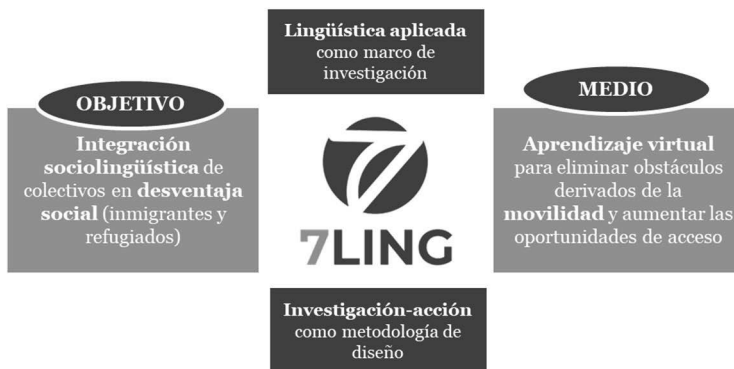 Lingüística aplicada
como marco de
investigación
OBJETIVO
Integración
sociolingüística de
colectivos en desventaja
social (inmigrantes y
refugiados)
7
7LING
MEDIO
Aprendizaje virtual
para eliminar obstáculos
derivados de la
movilidad y aumentar las
oportunidades de acceso
Investigación-acción
como metodología de
diseño